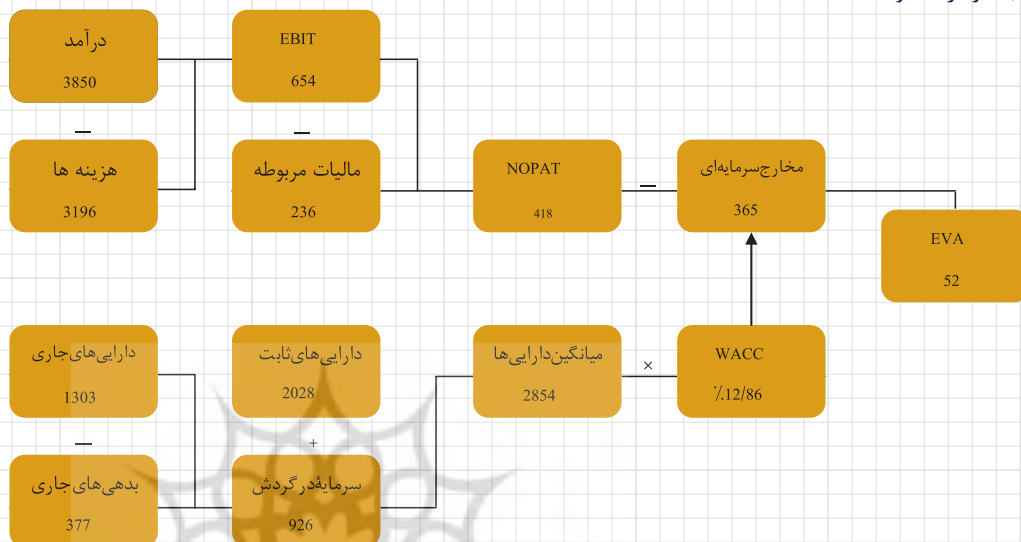 درآمد
3850
EBIT
654
—
—
هزینه ها
3196
مالیات مربوطه
236
NOPAT
418
—
مخارج‌سرمایه‌ای
365
EVA
52
دارایی‌های‌جاری
1303
دارایی‌های‌ثابت
2028
میانگین‌دارایی‌ها
2854
×
WACC
٪12/86
—
+
بدهی‌های‌جاری
377
سرمایهٔ‌درگردش
926